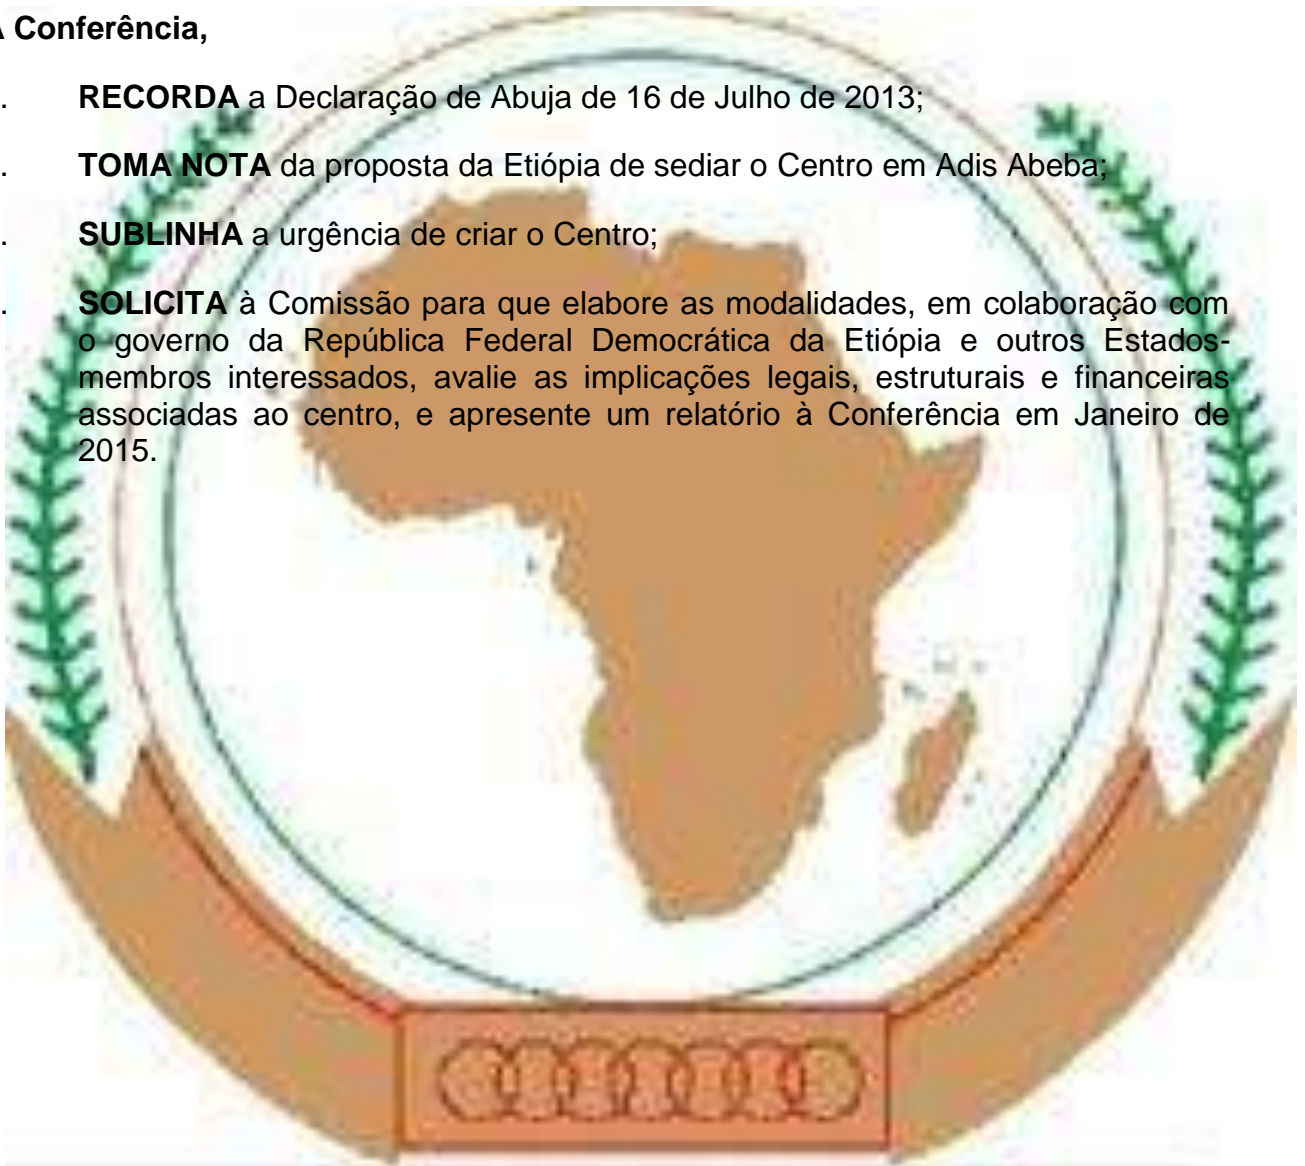 A Conferência,
. RECORDA a Declaração de Abuja de 16 de Julho de 2013;
. TOMA NOTA da proposta da Etiópia de sediar o Centro em Adis Abeba;
. SUBLINHA a urgência de criar o Centro;
. SOLICITA à Comissão para que elabore as modalidades, em colaboração com
o governo da República Federal Democrática da Etiópia e outros Estados-
membros interessados, avalie as implicações legais, estruturais e financeiras
associadas ao centro, e apresente um relatório à Conferência em Janeiro de
2015.